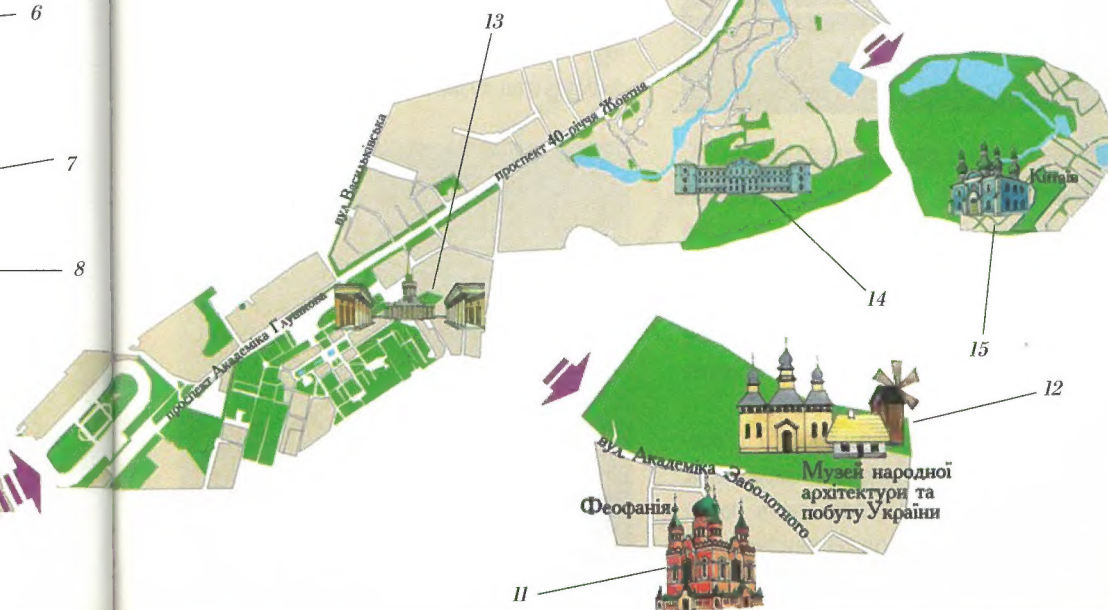 6
13
7
вул. Васильківська
проспект 40-річчя Жовтня
Китаїв
8
14
проспект Академіка Глушкова
15
12
вул. Академіка Заболотного
Музей народної
архітектури та
побуту України
Феофанія
11